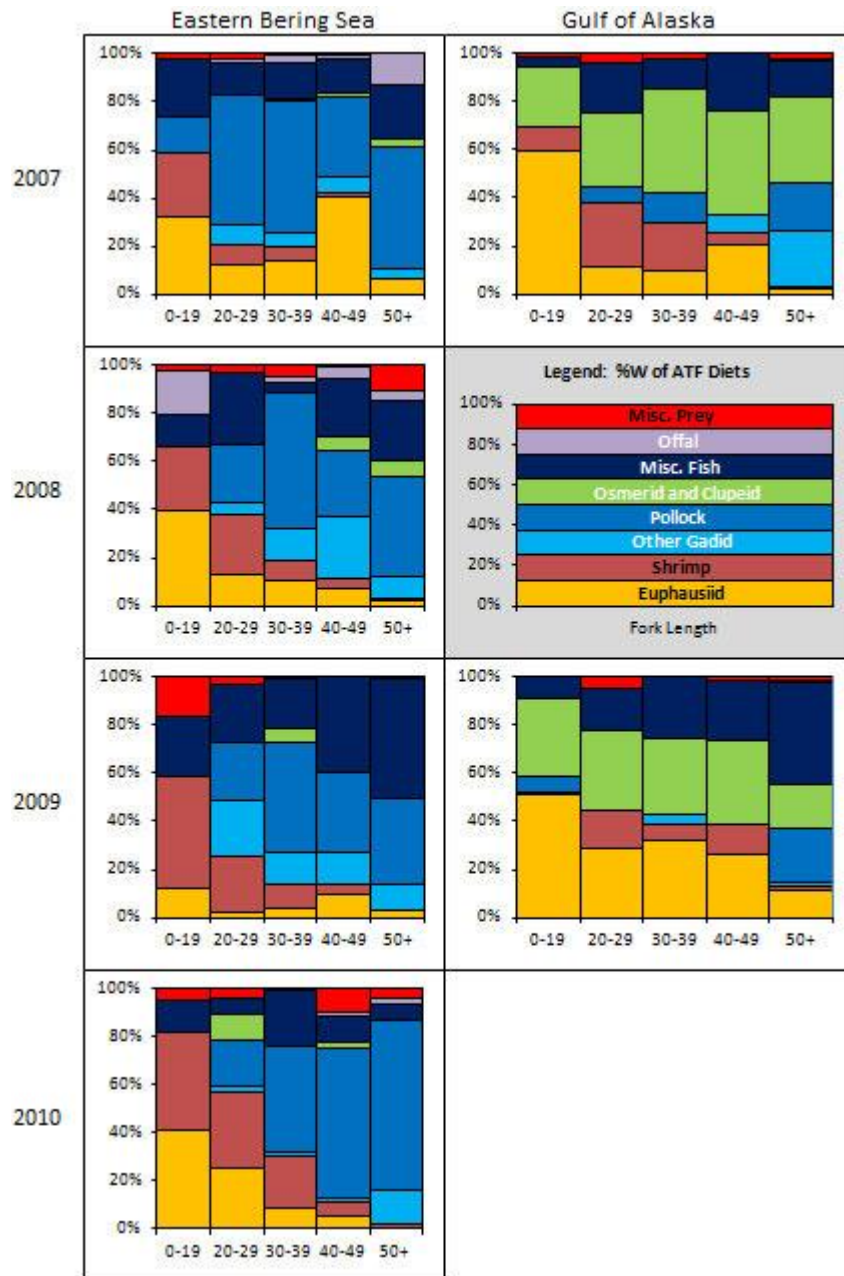 Eastern Bering Sea Gulf of Alaska
2007
100%
80%
60%
40%
20%
0%
0-19 20-29 30-39 40-49 50+
100%
80%
60%
40%
20%
0%
0-19 20-29 30-39 40-49 50+
2008
100%
80%
60%
40%
20%
0%
0-19 20-29 30-39 40-49 50+
Legend: %W of ATF Diets
100%
80%
60%
40%
20%
0%
Misc. Prey
Offal
Misc. Fish
Osmerid and Clupeid
Pollock
Other Gadid
Shrimp
Euphausiid
Fork Length
2009
100%
80%
60%
40%
20%
0%
0-19 20-29 30-39 40-49 50+
100%
80%
60%
40%
20%
0%
0-19 20-29 30-39 40-49 50+
2010
100%
80%
60%
40%
20%
0%
0-19 20-29 30-39 40-49 50+